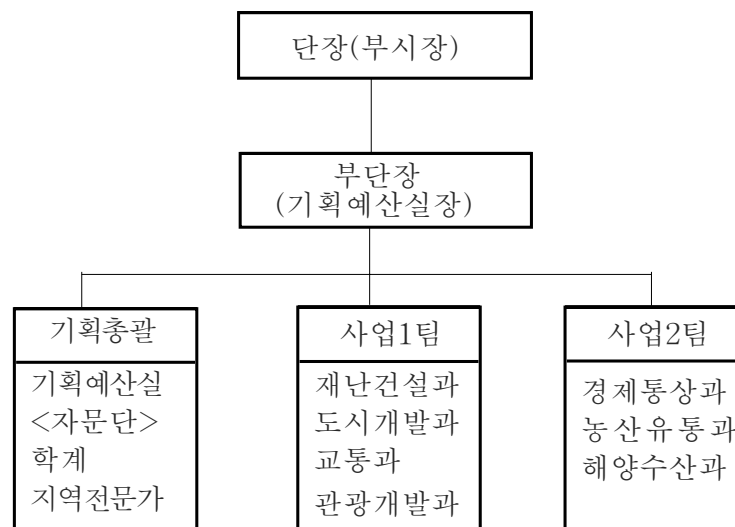 단장(부시장)
부단장
(기획예산실장)
기획총괄
기획예산실
<자문단>
학계
지역전문가
사업1팀
재난건설과
도시개발과
교통과
관광개발과
사업2팀
경제통상과
농산유통과
해양수산과